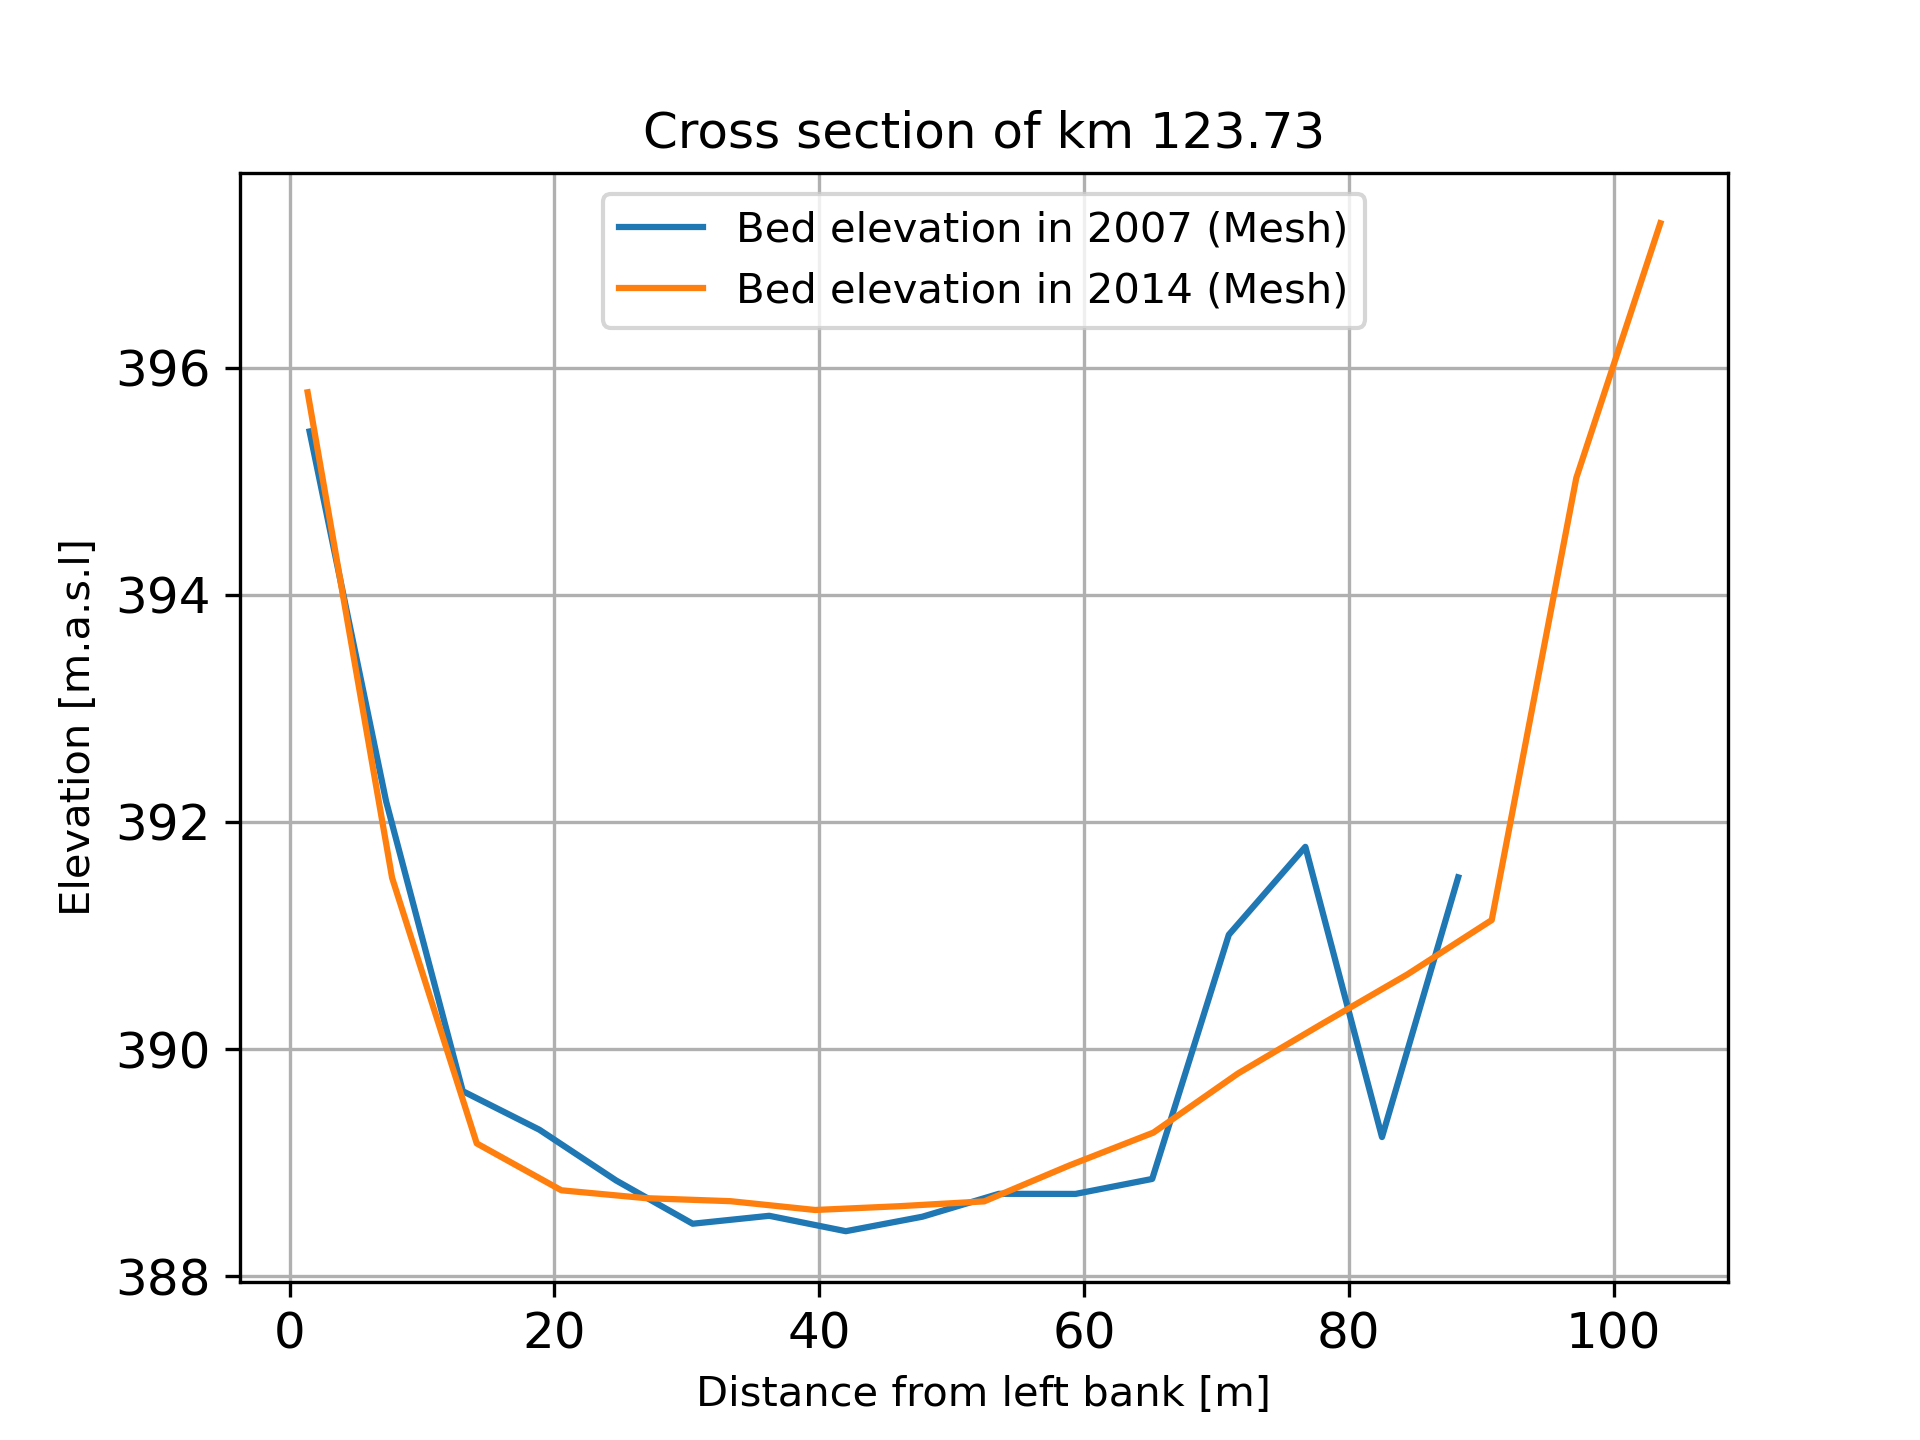 Cross section of km 123.73
Bed elevation in 2007 (Mesh)
Bed elevation in 2014 (Mesh)
396
394
392
390
388
Elevation [m.a.s.l]
0 20 40 60 80 100
Distance from left bank [m]